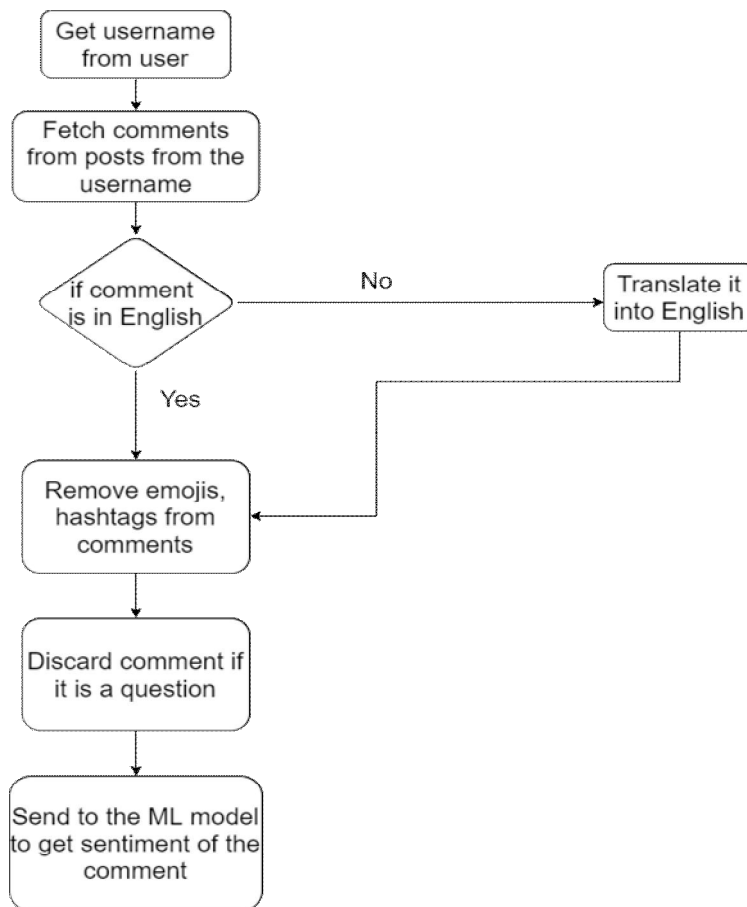 Get username
from user
Fetch comments
from posts from the
username
if comment
is in English
No
Translate it
into English
Yes
Remove emojis,
hashtags from
comments
Discard comment if
it is a question
Send to the ML model
to get sentiment of the
comment